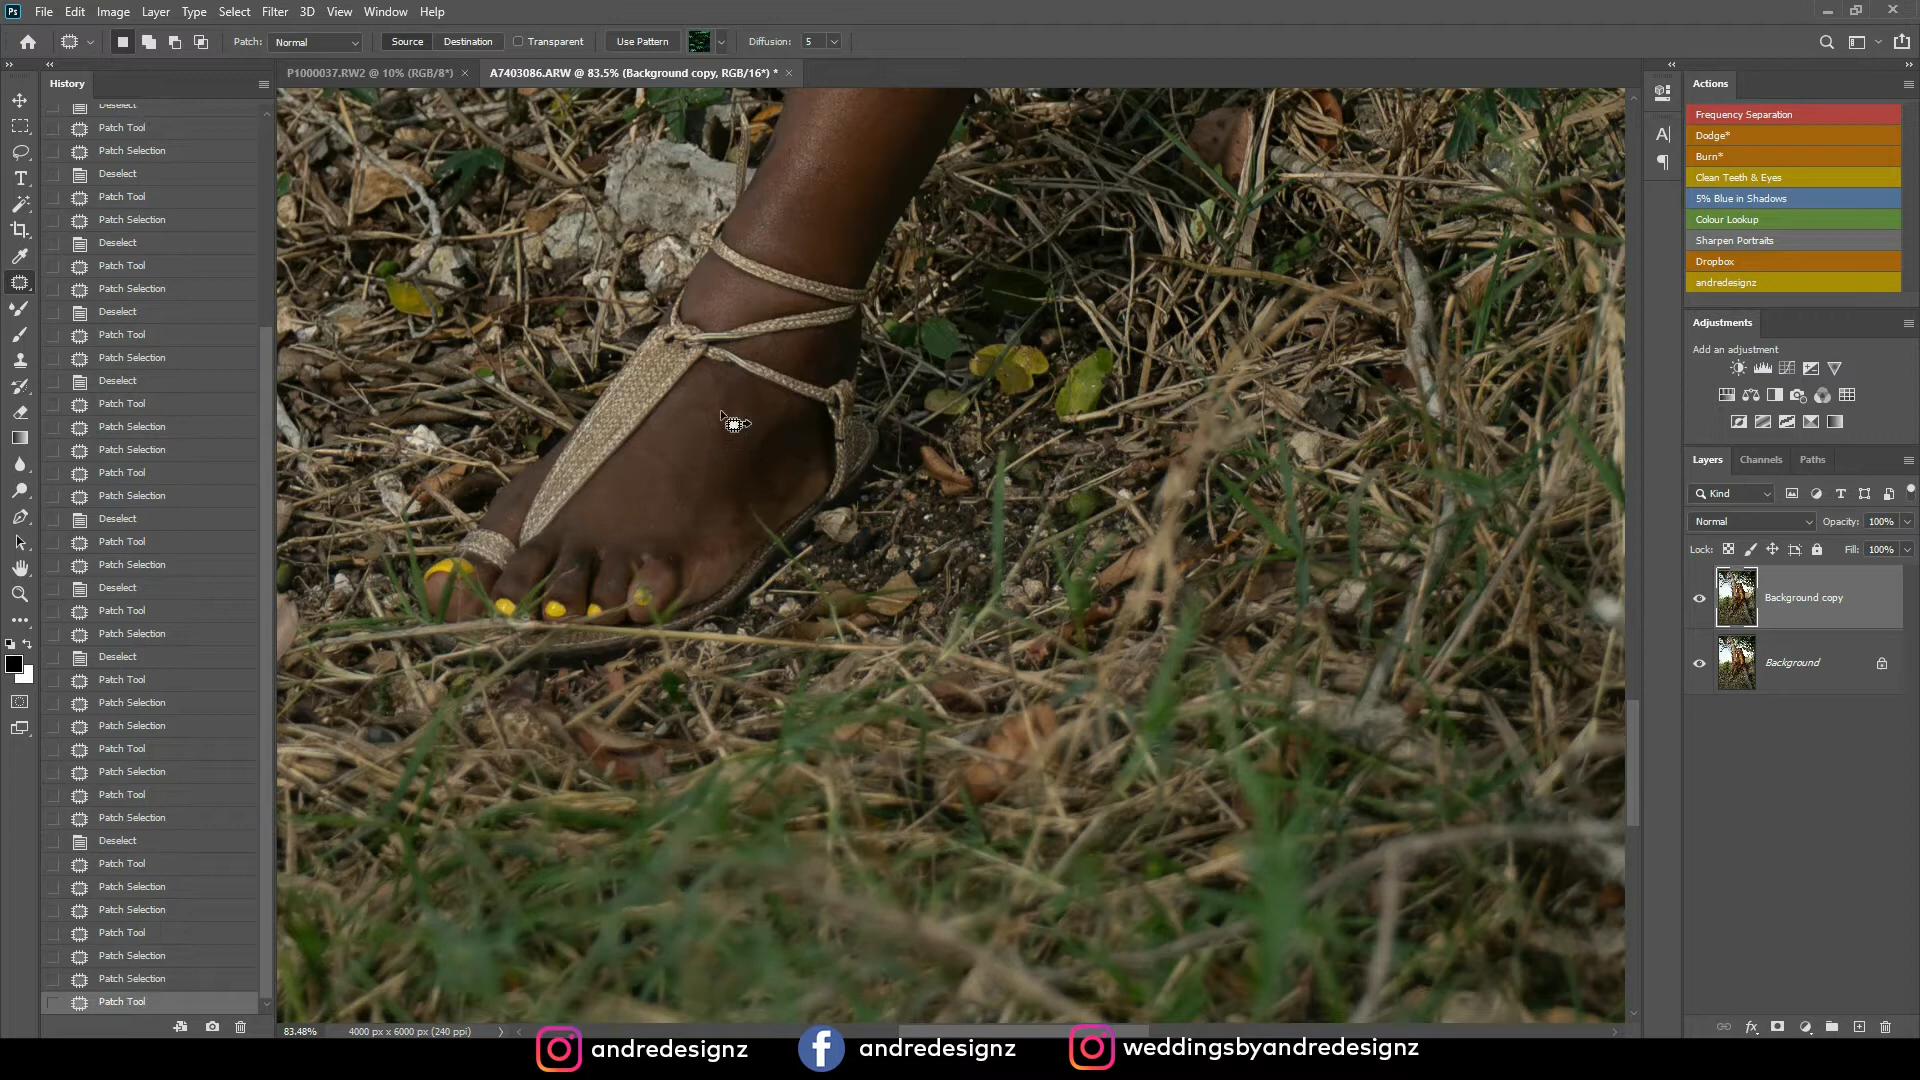 Ps File Edit Image Layer Type Select Filter 3D View Window Help
Patch: Normal Source Destination Transparent Use Pattern Diffusion: 5
P1000037.RW2 @ 10% (RGB/8*) A7403086.ARW @ 83.5% (Background copy, RGB/16*) *
History
Deselect
Patch Tool
Patch Selection
Deselect
Patch Tool
Patch Selection
Deselect
Patch Tool
Patch Selection
Deselect
Patch Tool
Patch Selection
Deselect
Patch Tool
Patch Selection
Patch Selection
Patch Tool
Patch Selection
Deselect
Patch Tool
Patch Selection
Deselect
Patch Tool
Patch Selection
Deselect
Patch Tool
Patch Selection
Patch Selection
Patch Tool
Patch Selection
Patch Tool
Patch Selection
Deselect
Patch Tool
Patch Selection
Patch Selection
Patch Tool
Patch Selection
Patch Selection
Patch Tool
Actions
Frequency Separation
Dodge*
Burn*
Clean Teeth & Eyes
5% Blue in Shadows
Colour Lookup
Sharpen Portraits
Dropbox
andredesignz
Adjustments
Add an adjustment
Layers Channels Paths
Kind
Normal Opacity: 100%
Lock: Fill: 100%
Background copy
Background
83.48% 4000 px x 6000 px (240 ppi)
andredesignz andredesignz weddingsbyandredesignz